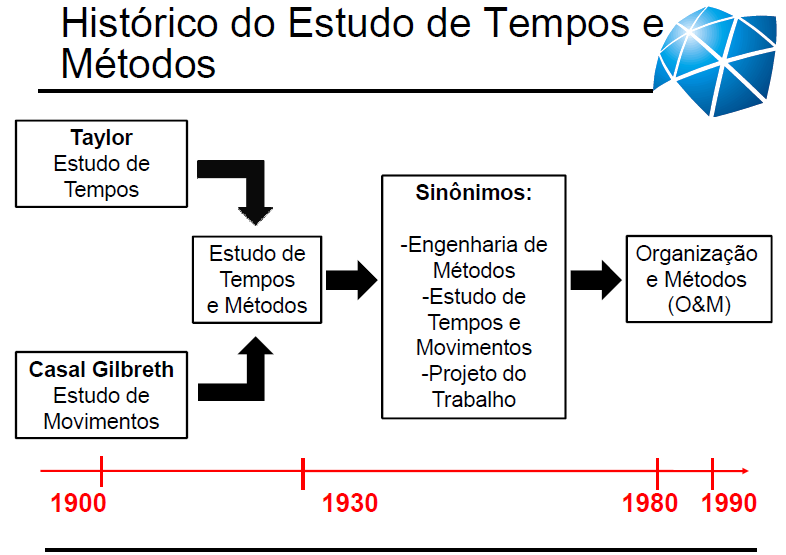 Histórico do Estudo de Tempos e
Métodos
Taylor
Estudo de
Tempos
Casal Gilbreth
Estudo de
Movimentos
Estudo de
Tempos
e Métodos
Sinônimos:
-Engenharia de
Métodos
-Estudo de
Tempos e
Movimentos
-Projeto do
Trabalho
Organização
e Métodos
(O&M)
1900
1930
1980
1990